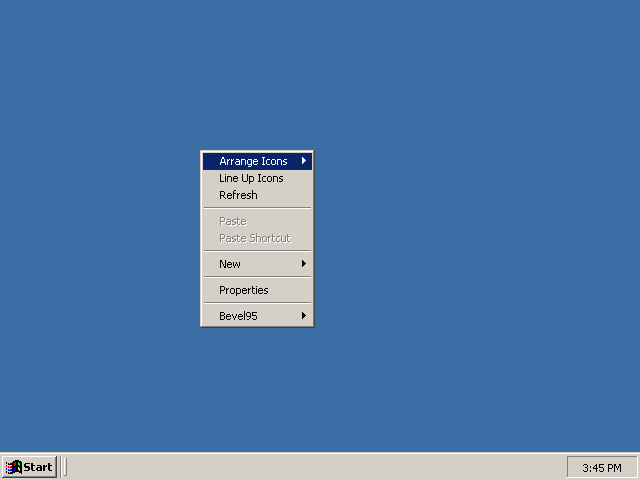 Arrange Icons
Line Up Icons
Refresh
Paste
Paste Shortcut
New
Properties
Bevel95
Start
3:45 PM